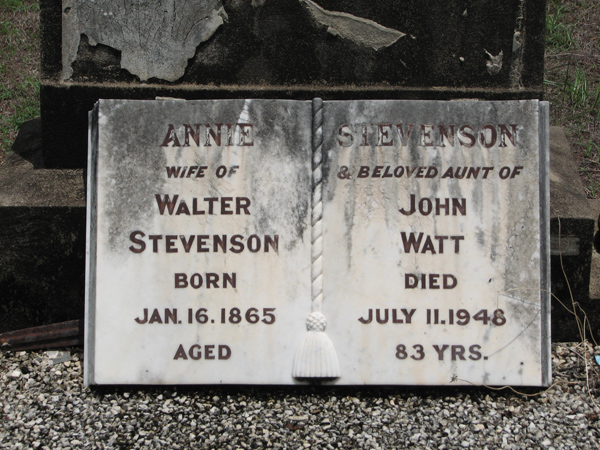 ANNIE STEVENSON
WIFE OF & BELOVED AUNT OF
WALTER JOHN
STEVENSON WATT
BORN DIED
JAN. 16. 1865 JULY 11. 1948
AGED 83 YRS.